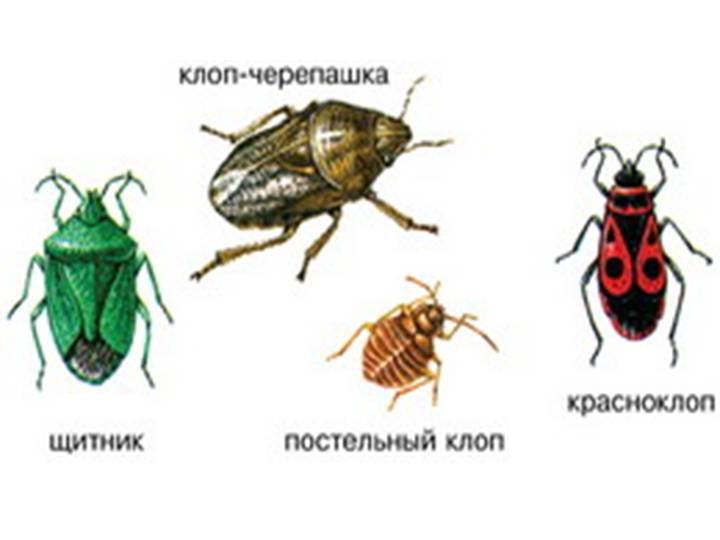 клоп-черепашка
щитник
постельный клоп
красноклоп